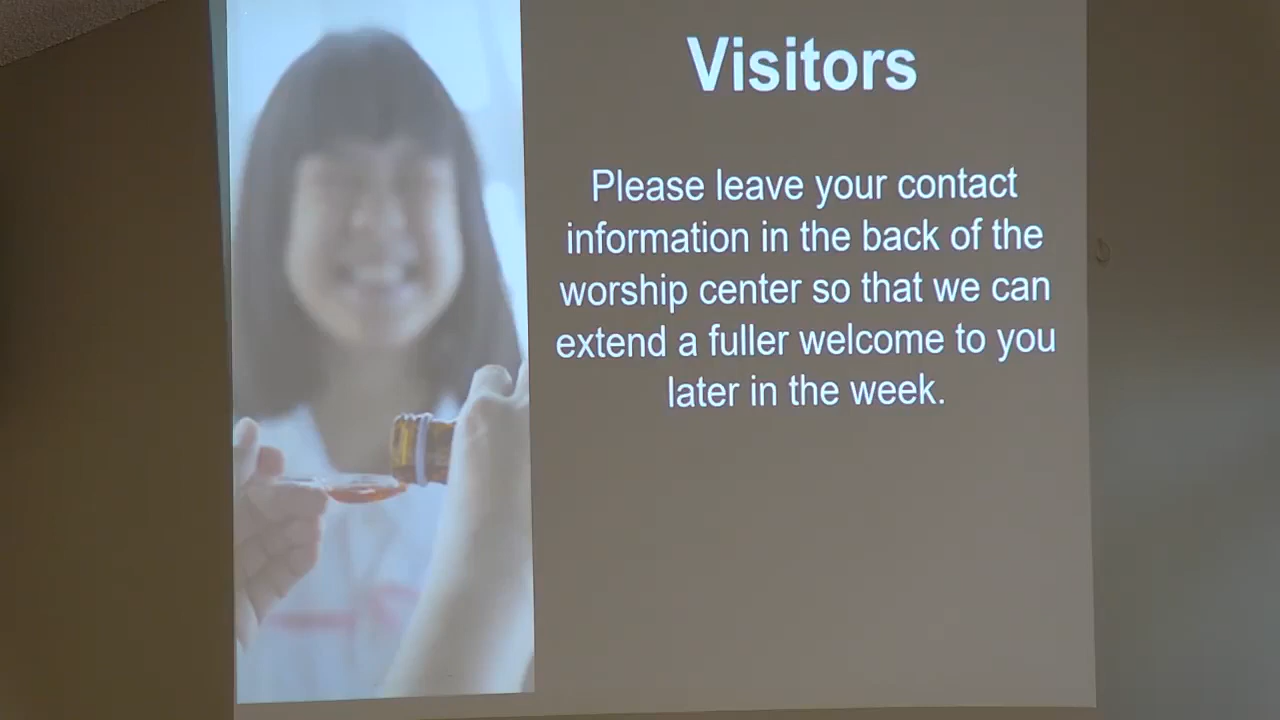 Visitors
Please leave your contact
information in the back of the
worship center so that we can
extend a fuller welcome to you
later in the week.